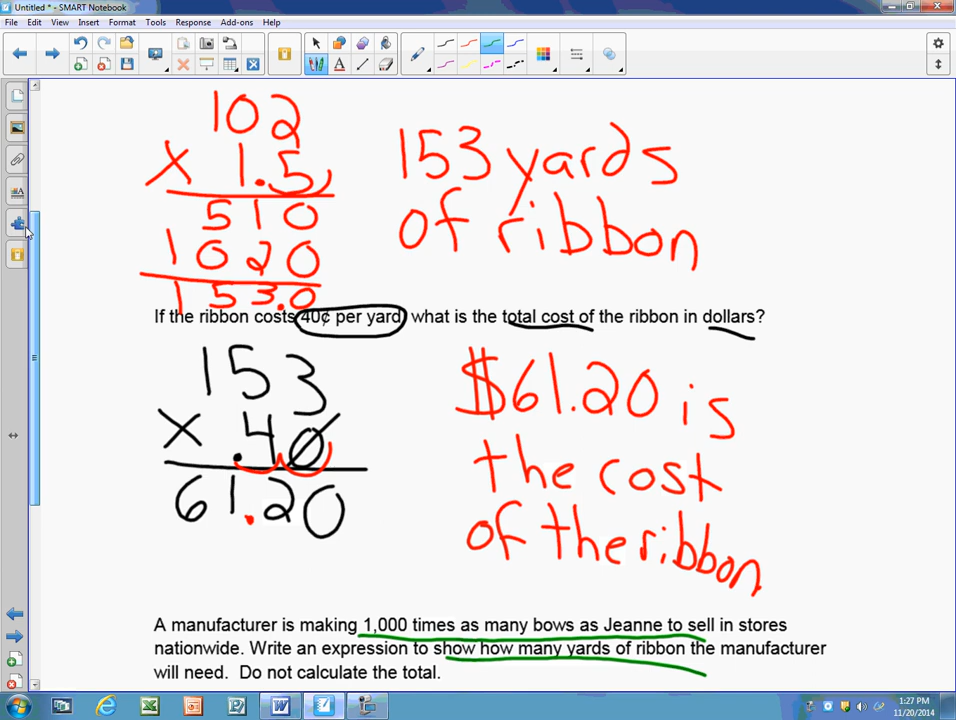 Untitled * - SMART Notebook
File Edit View Insert Format Tools Response Add-ons Help
102
X 1.5
510
1020
153.0
153 yards
of ribbon
If the ribbon costs 40¢ per yard, what is the total cost of the ribbon in dollars?
153
X .40
61.20
$61.20 is
the cost
of the ribbon
A manufacturer is making 1,000 times as many bows as Jeanne to sell in stores
nationwide. Write an expression to show how many yards of ribbon the manufacturer
will need. Do not calculate the total.
1:27 PM
11/20/2014